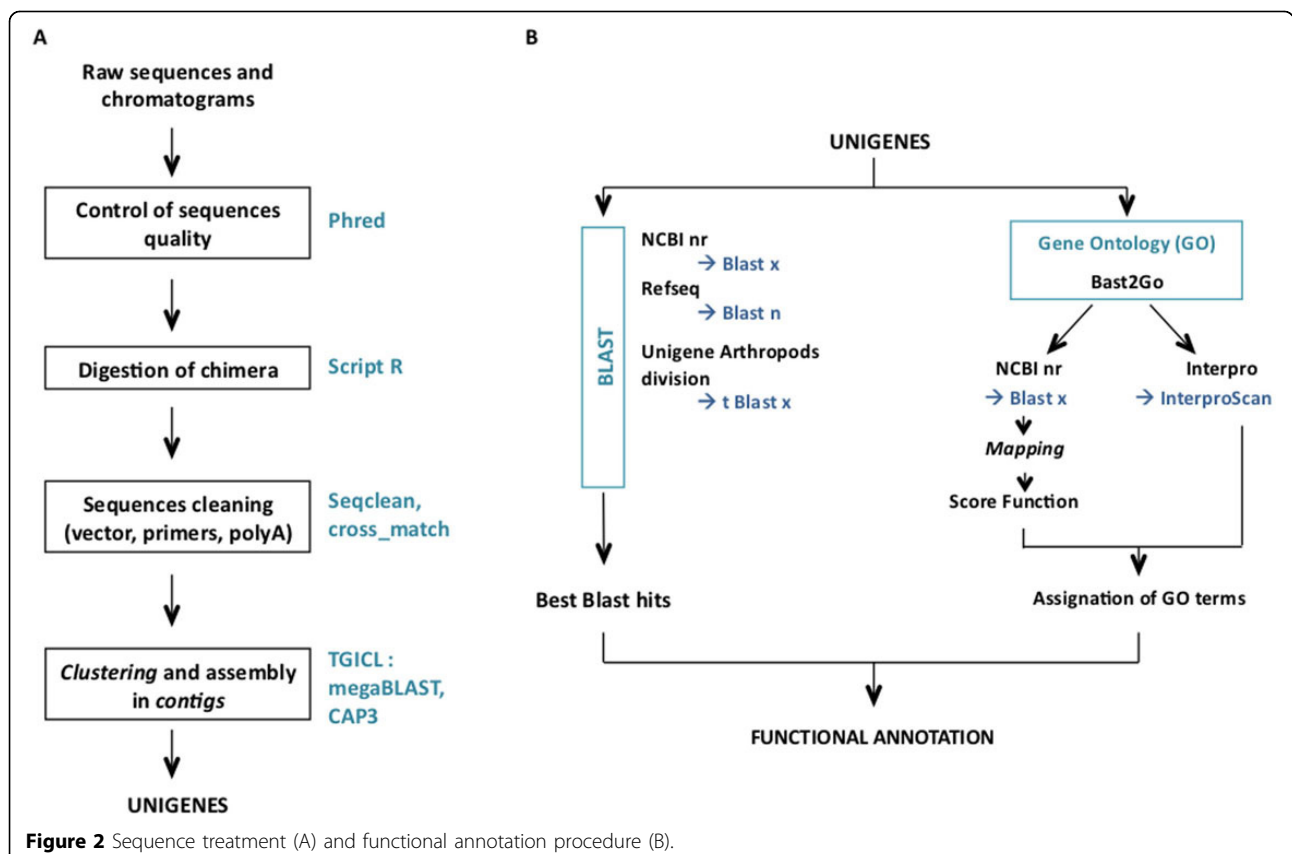 A
Raw sequences and
chromatograms
Control of sequences
quality
Phred
Digestion of chimera
Script R
Sequences cleaning
(vector, primers, polyA)
Seqclean,
cross_match
Clustering and assembly
in contigs
TGICL :
megaBLAST,
CAP3
UNIGENES
B
UNIGENES
BLAST
NCBI nr
→ Blast x
Refseq
→ Blast n
Unigene Arthropods
division
→ t Blast x
Best Blast hits
Gene Ontology (GO)
Bast2Go
NCBI nr
→ Blast x
Mapping
Score Function
Interpro
→ InterproScan
Assignation of GO terms
FUNCTIONAL ANNOTATION
Figure 2 Sequence treatment (A) and functional annotation procedure (B).